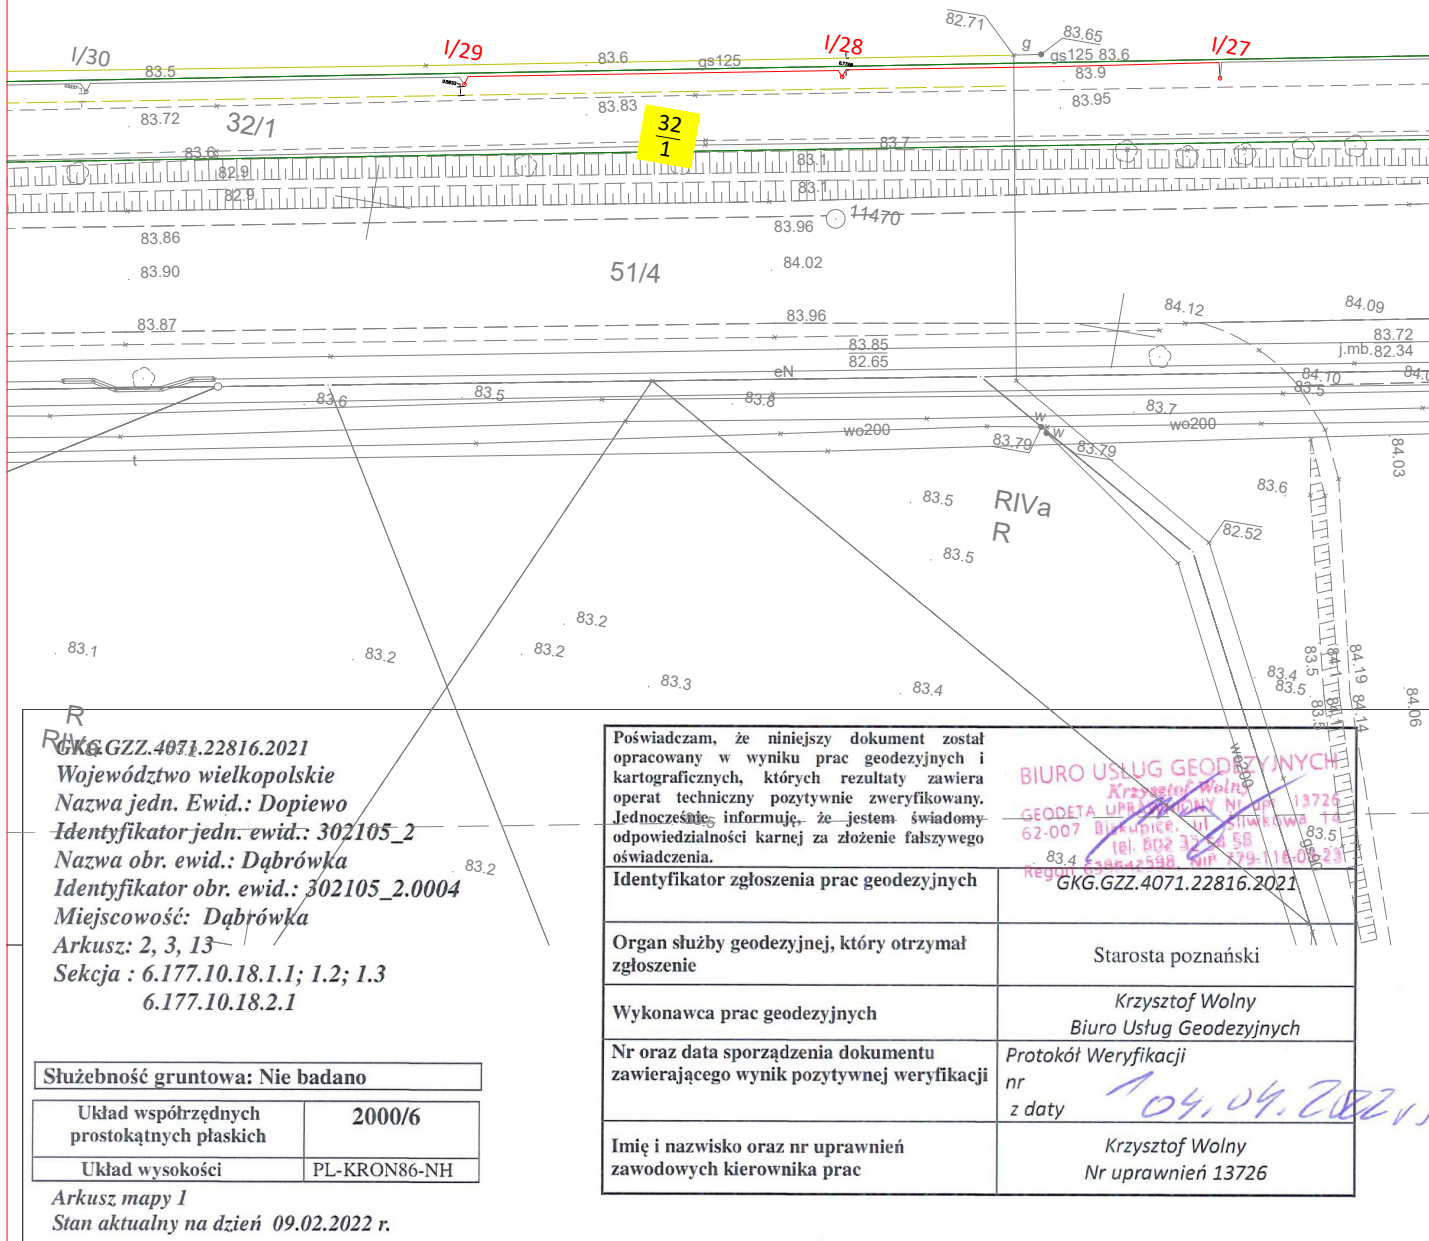 82.71
83.65
g
I/30
I/29
I/28
I/27
83.5
83.6
gs125
gs125 83.6
83.9
83.95
83.72
32/1
83.83
32
1
83.6
83.7
82.9
83.1
82.9
83.1
83.86
83.96
11470
83.90
51/4
84.02
84.12
84.09
83.87
83.96
83.72
83.85
82.65
j.mb.82.34
eN
84.10
83.5
83.6
83.5
83.8
83.7
w
w
wo200
wo200
83.79
83.79
t
84.03
83.6
83.5
RIVa
R
82.52
83.5
83.2
83.1
83.2
83.2
83.3
83.4
83.4
83.5
83.5
84.19
84.14
84.06
R
RIVa
83.2
GKG.GZZ.4071.22816.2021
Województwo wielkopolskie
Nazwa jedn. Ewid.: Dopiewo
Identyfikator jedn. ewid.: 302105_2
Nazwa obr. ewid.: Dąbrówka
Identyfikator obr. ewid.: 302105_2.0004
Miejscowość: Dąbrówka
Arkusz: 2, 3, 13
Sekcja : 6.177.10.18.1.1; 1.2; 1.3
6.177.10.18.2.1
83.2
Służebność gruntowa: Nie badano
Układ współrzędnych prostokątnych płaskich 2000/6
Układ wysokości PL-KRON86-NH
Arkusz mapy 1
Stan aktualny na dzień 09.02.2022 r.
Poświadczam, że niniejszy dokument został
opracowany w wyniku prac geodezyjnych i
kartograficznych, których rezultaty zawiera
operat techniczny pozytywnie zweryfikowany.
Jednocześnie informuję, że jestem świadomy
odpowiedzialności karnej za złożenie fałszywego
oświadczenia.
BIURO USŁUG GEODEZYJNYCH
Krzysztof Wolny
GEODETA UPRAWNIONY Nr upr. 13726
62-007 Biskupice, ul. Śliwkowa 14
wo200
83.5
gs90
83.4
Identyfikator zgłoszenia prac geodezyjnych
GKG.GZZ.4071.22816.2021
Organ służby geodezyjnej, który otrzymał
zgłoszenie
Starosta poznański
Wykonawca prac geodezyjnych
Krzysztof Wolny
Biuro Usług Geodezyjnych
Nr oraz data sporządzenia dokumentu
zawierającego wynik pozytywnej weryfikacji
Protokół Weryfikacji
nr 1
z daty 04.04.2022 r.
Imię i nazwisko oraz nr uprawnień
zawodowych kierownika prac
Krzysztof Wolny
Nr uprawnień 13726